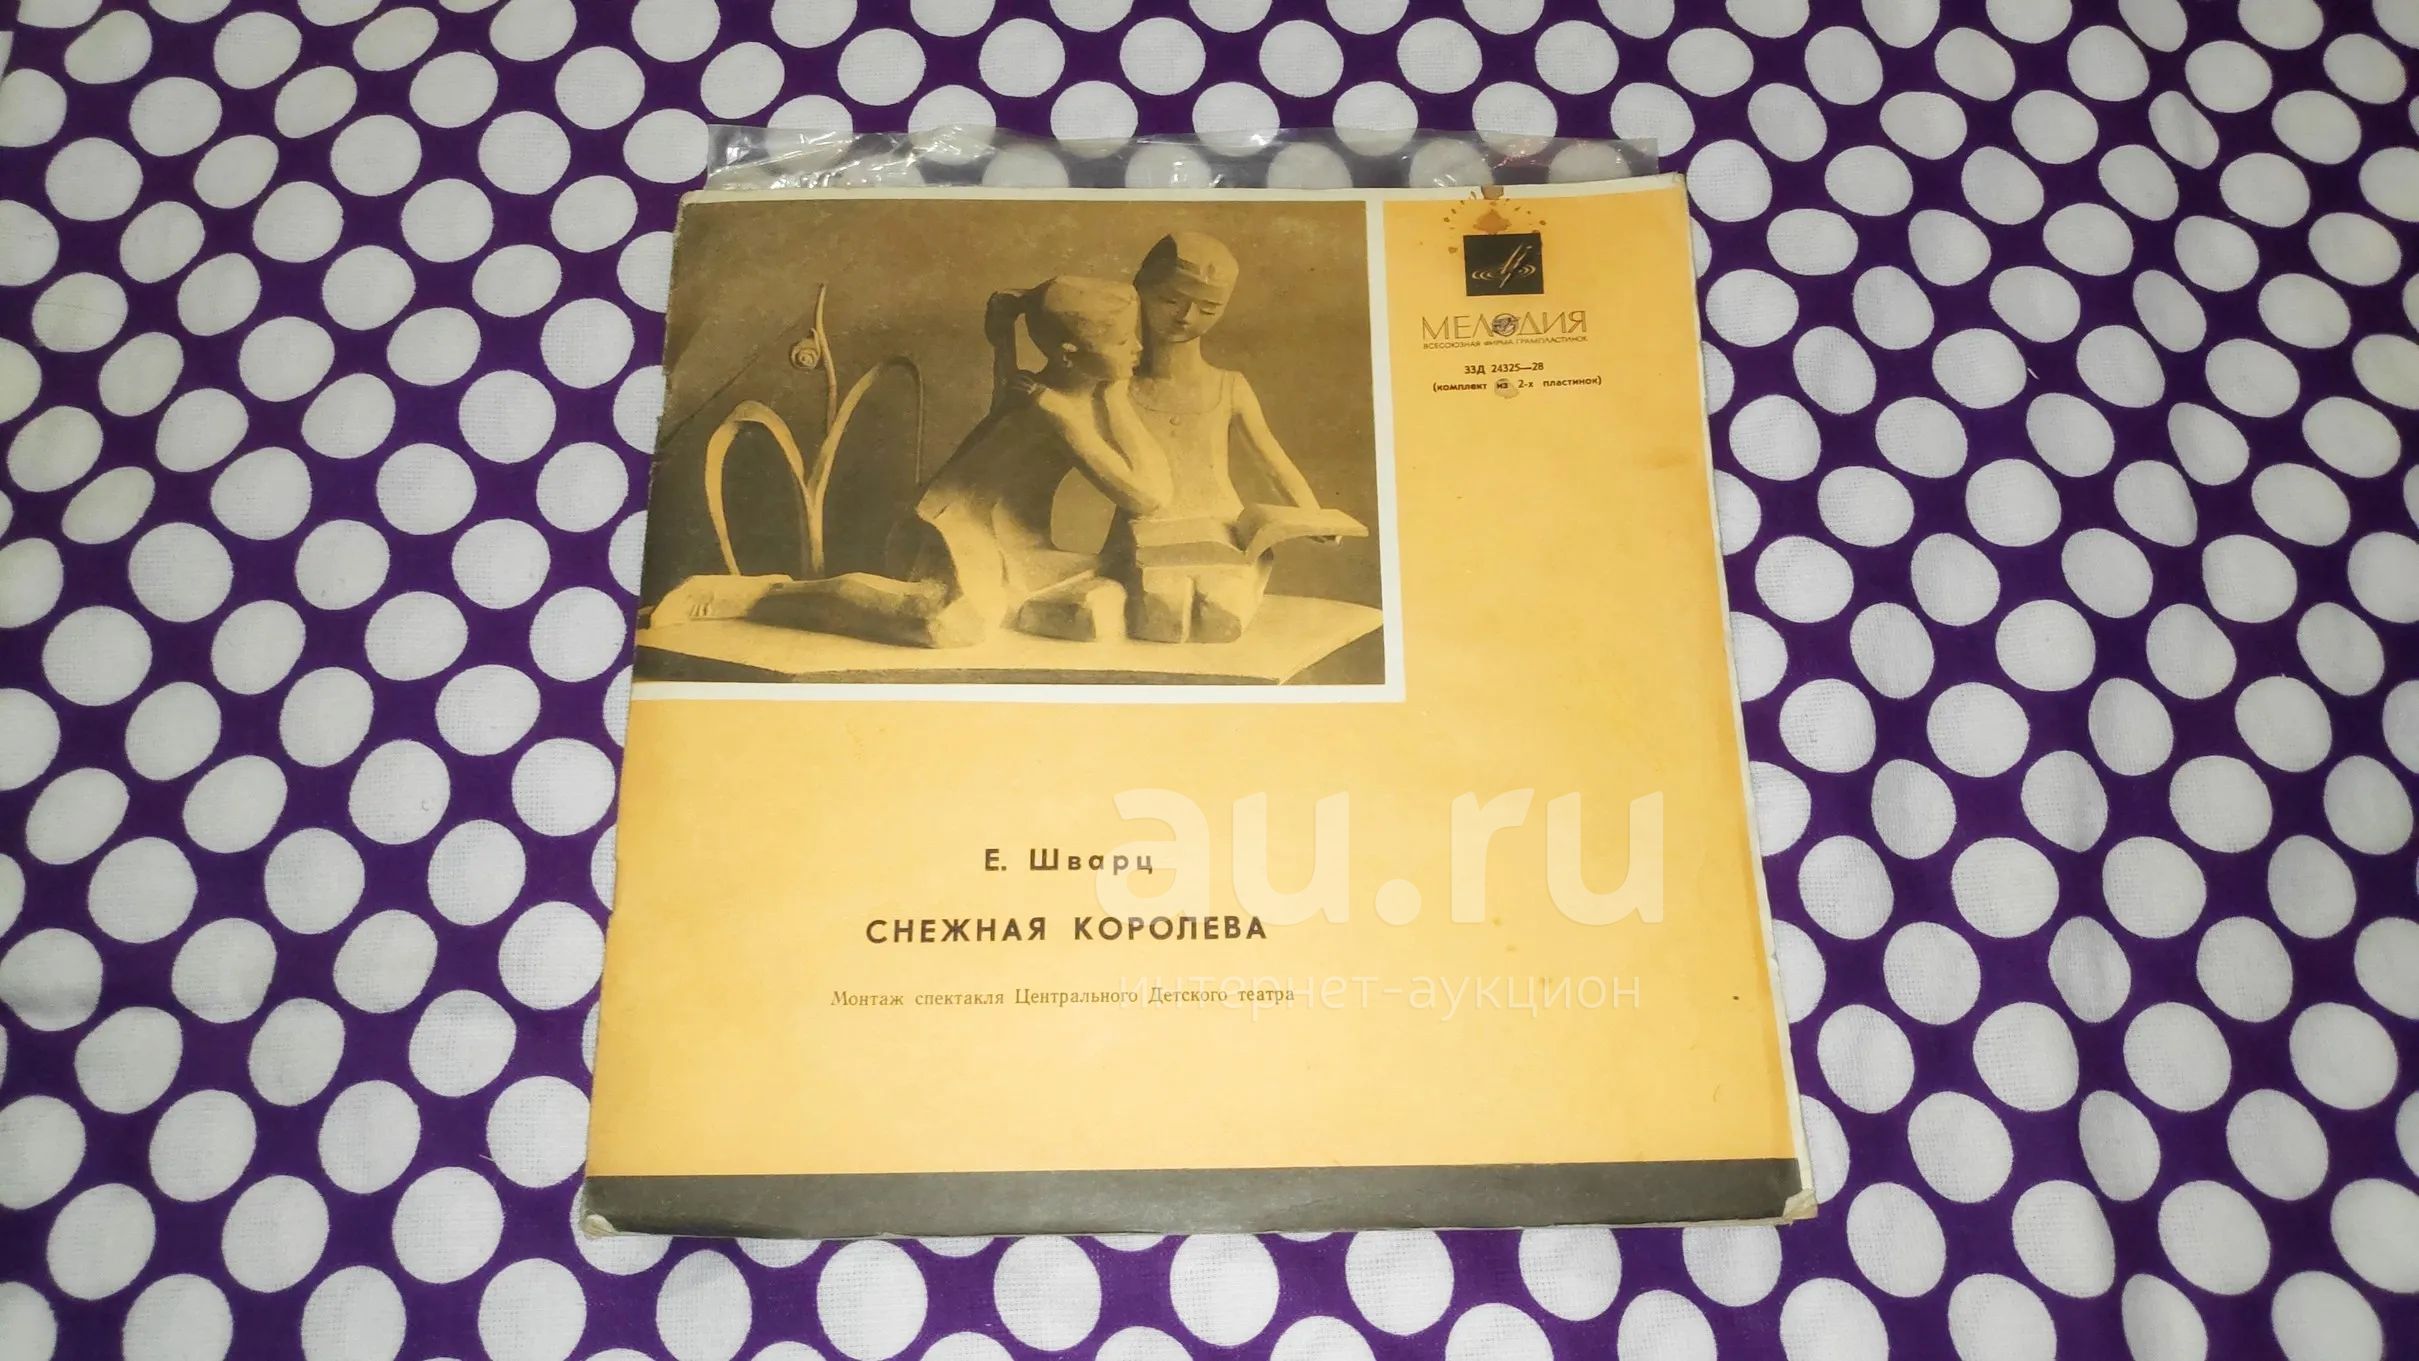 МЕЛОДИЯ
ВСЕСОЮЗНАЯ ФИРМА ГРАМПЛАСТИНОК
33Д 24325—28
(комплект из 2-х пластинок)
Е. Шварц
СНЕЖНАЯ КОРОЛЕВА
Монтаж спектакля Центрального Детского театра
au.ru
интернет-аукцион